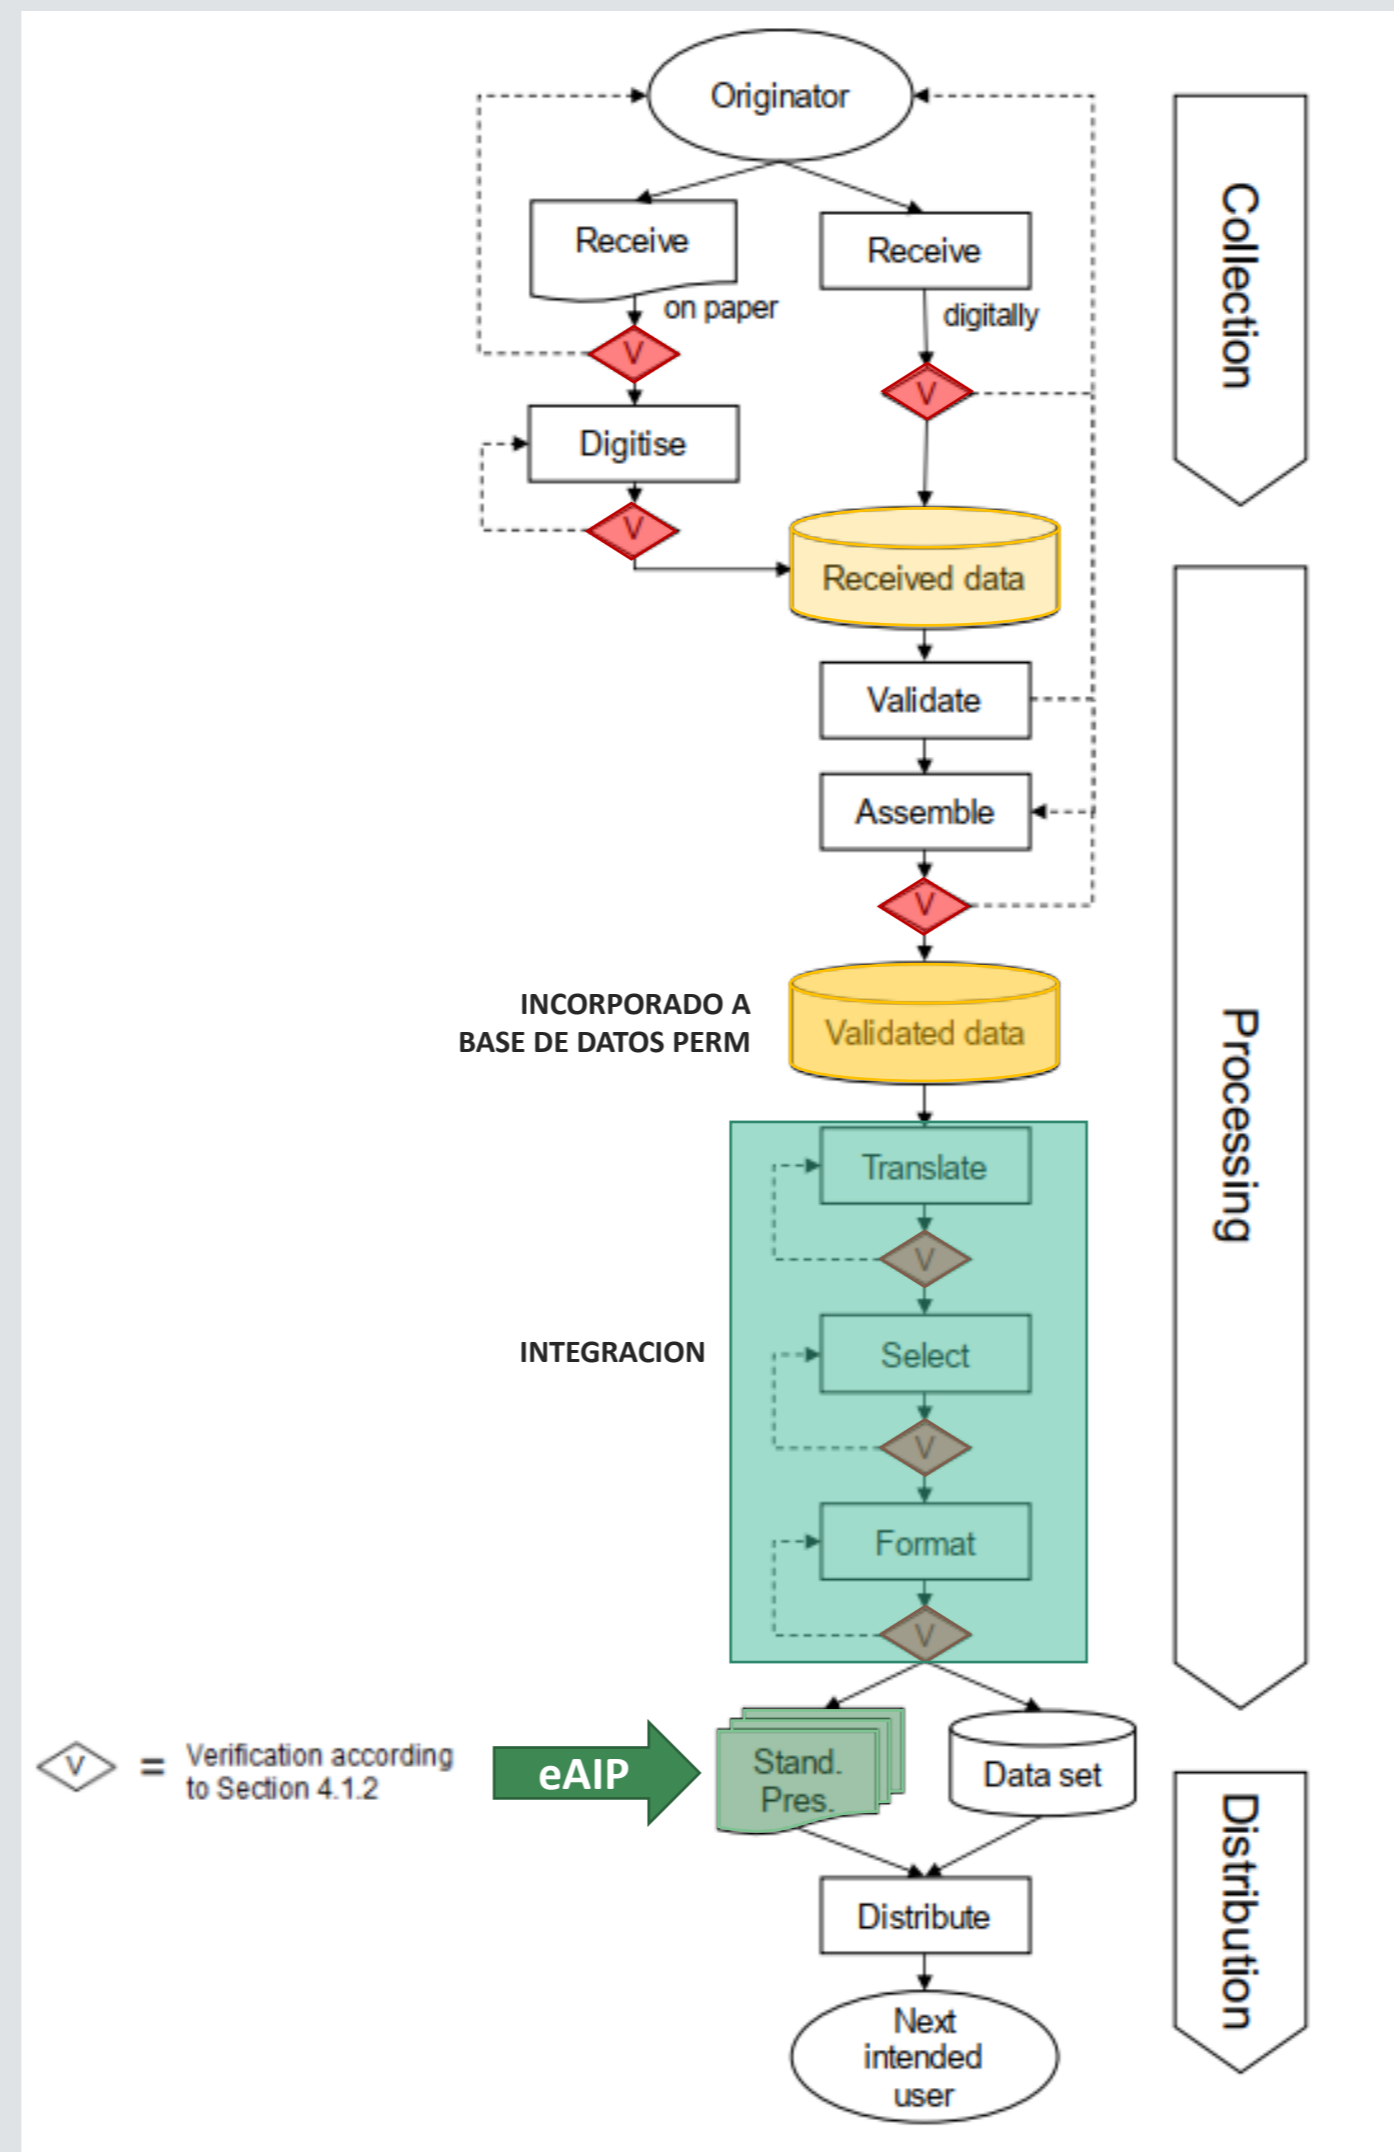 Originator
Collection
Receive
Receive
on paper
digitally
V
V
Digitise
V
Received data
Validate
Assemble
V
Processing
INCORPORADO A
BASE DE DATOS PERM
Validated data
Translate
V
INTEGRACION
Select
V
Format
V
V
=
Verification according
to Section 4.1.2
eAIP
Stand.
Pres.
Data set
Distribution
Distribute
Next
intended
user